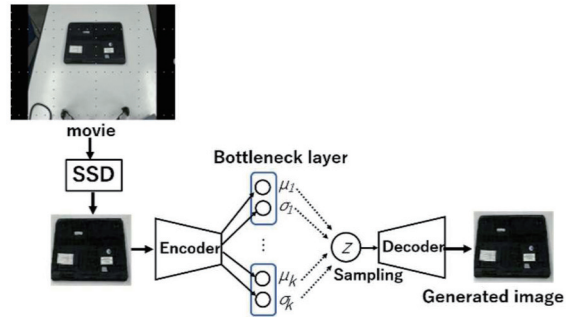 movie
SSD
Bottleneck layer
μ1
σ1
Encoder
⋮
Z
Decoder
μk
σk
Sampling
Generated image